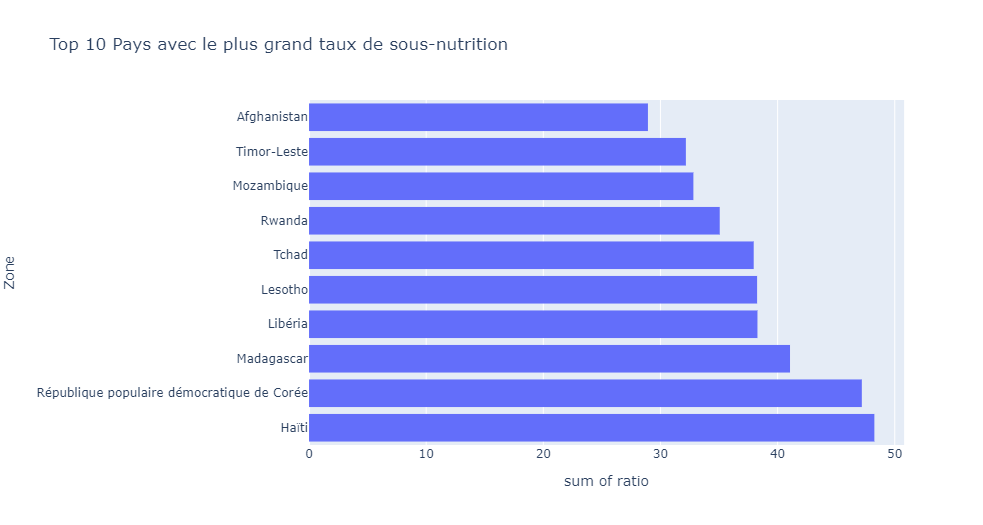 Top 10 Pays avec le plus grand taux de sous-nutrition
Zone
Afghanistan
Timor-Leste
Mozambique
Rwanda
Tchad
Lesotho
Libéria
Madagascar
République populaire démocratique de Corée
Haïti
0 10 20 30 40 50
sum of ratio